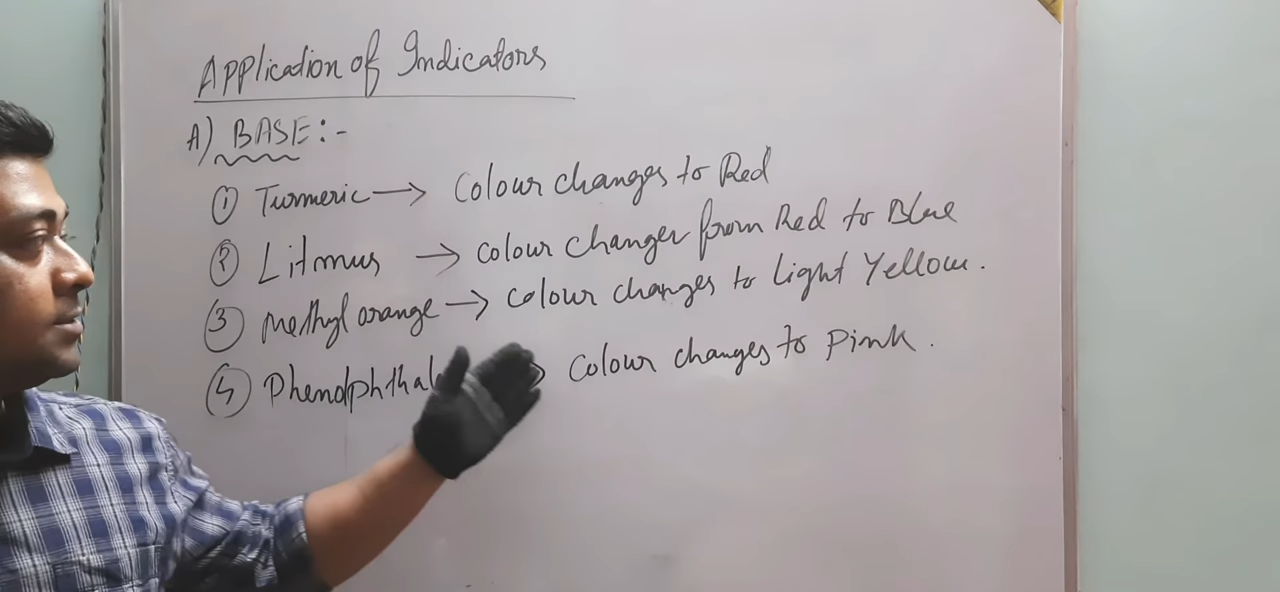 Application of Indicators
A) BASE:-
① Turmeric → Colour changes to Red
② Litmus → Colour changes from Red to Blue
③ Methyl orange → Colour changes to Light Yellow.
④ → Colour changes to Pink.